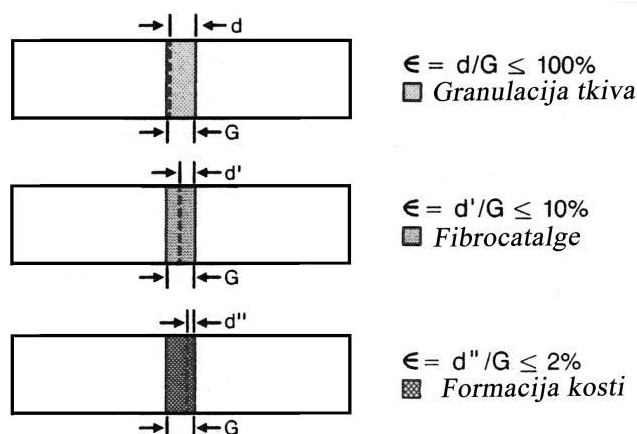 d
ϵ = d/G ≤ 100%
Granulacija tkiva
G
d'
ϵ = d'/G ≤ 10%
Fibrocatalge
G
d''
ϵ = d''/G ≤ 2%
Formacija kosti
G